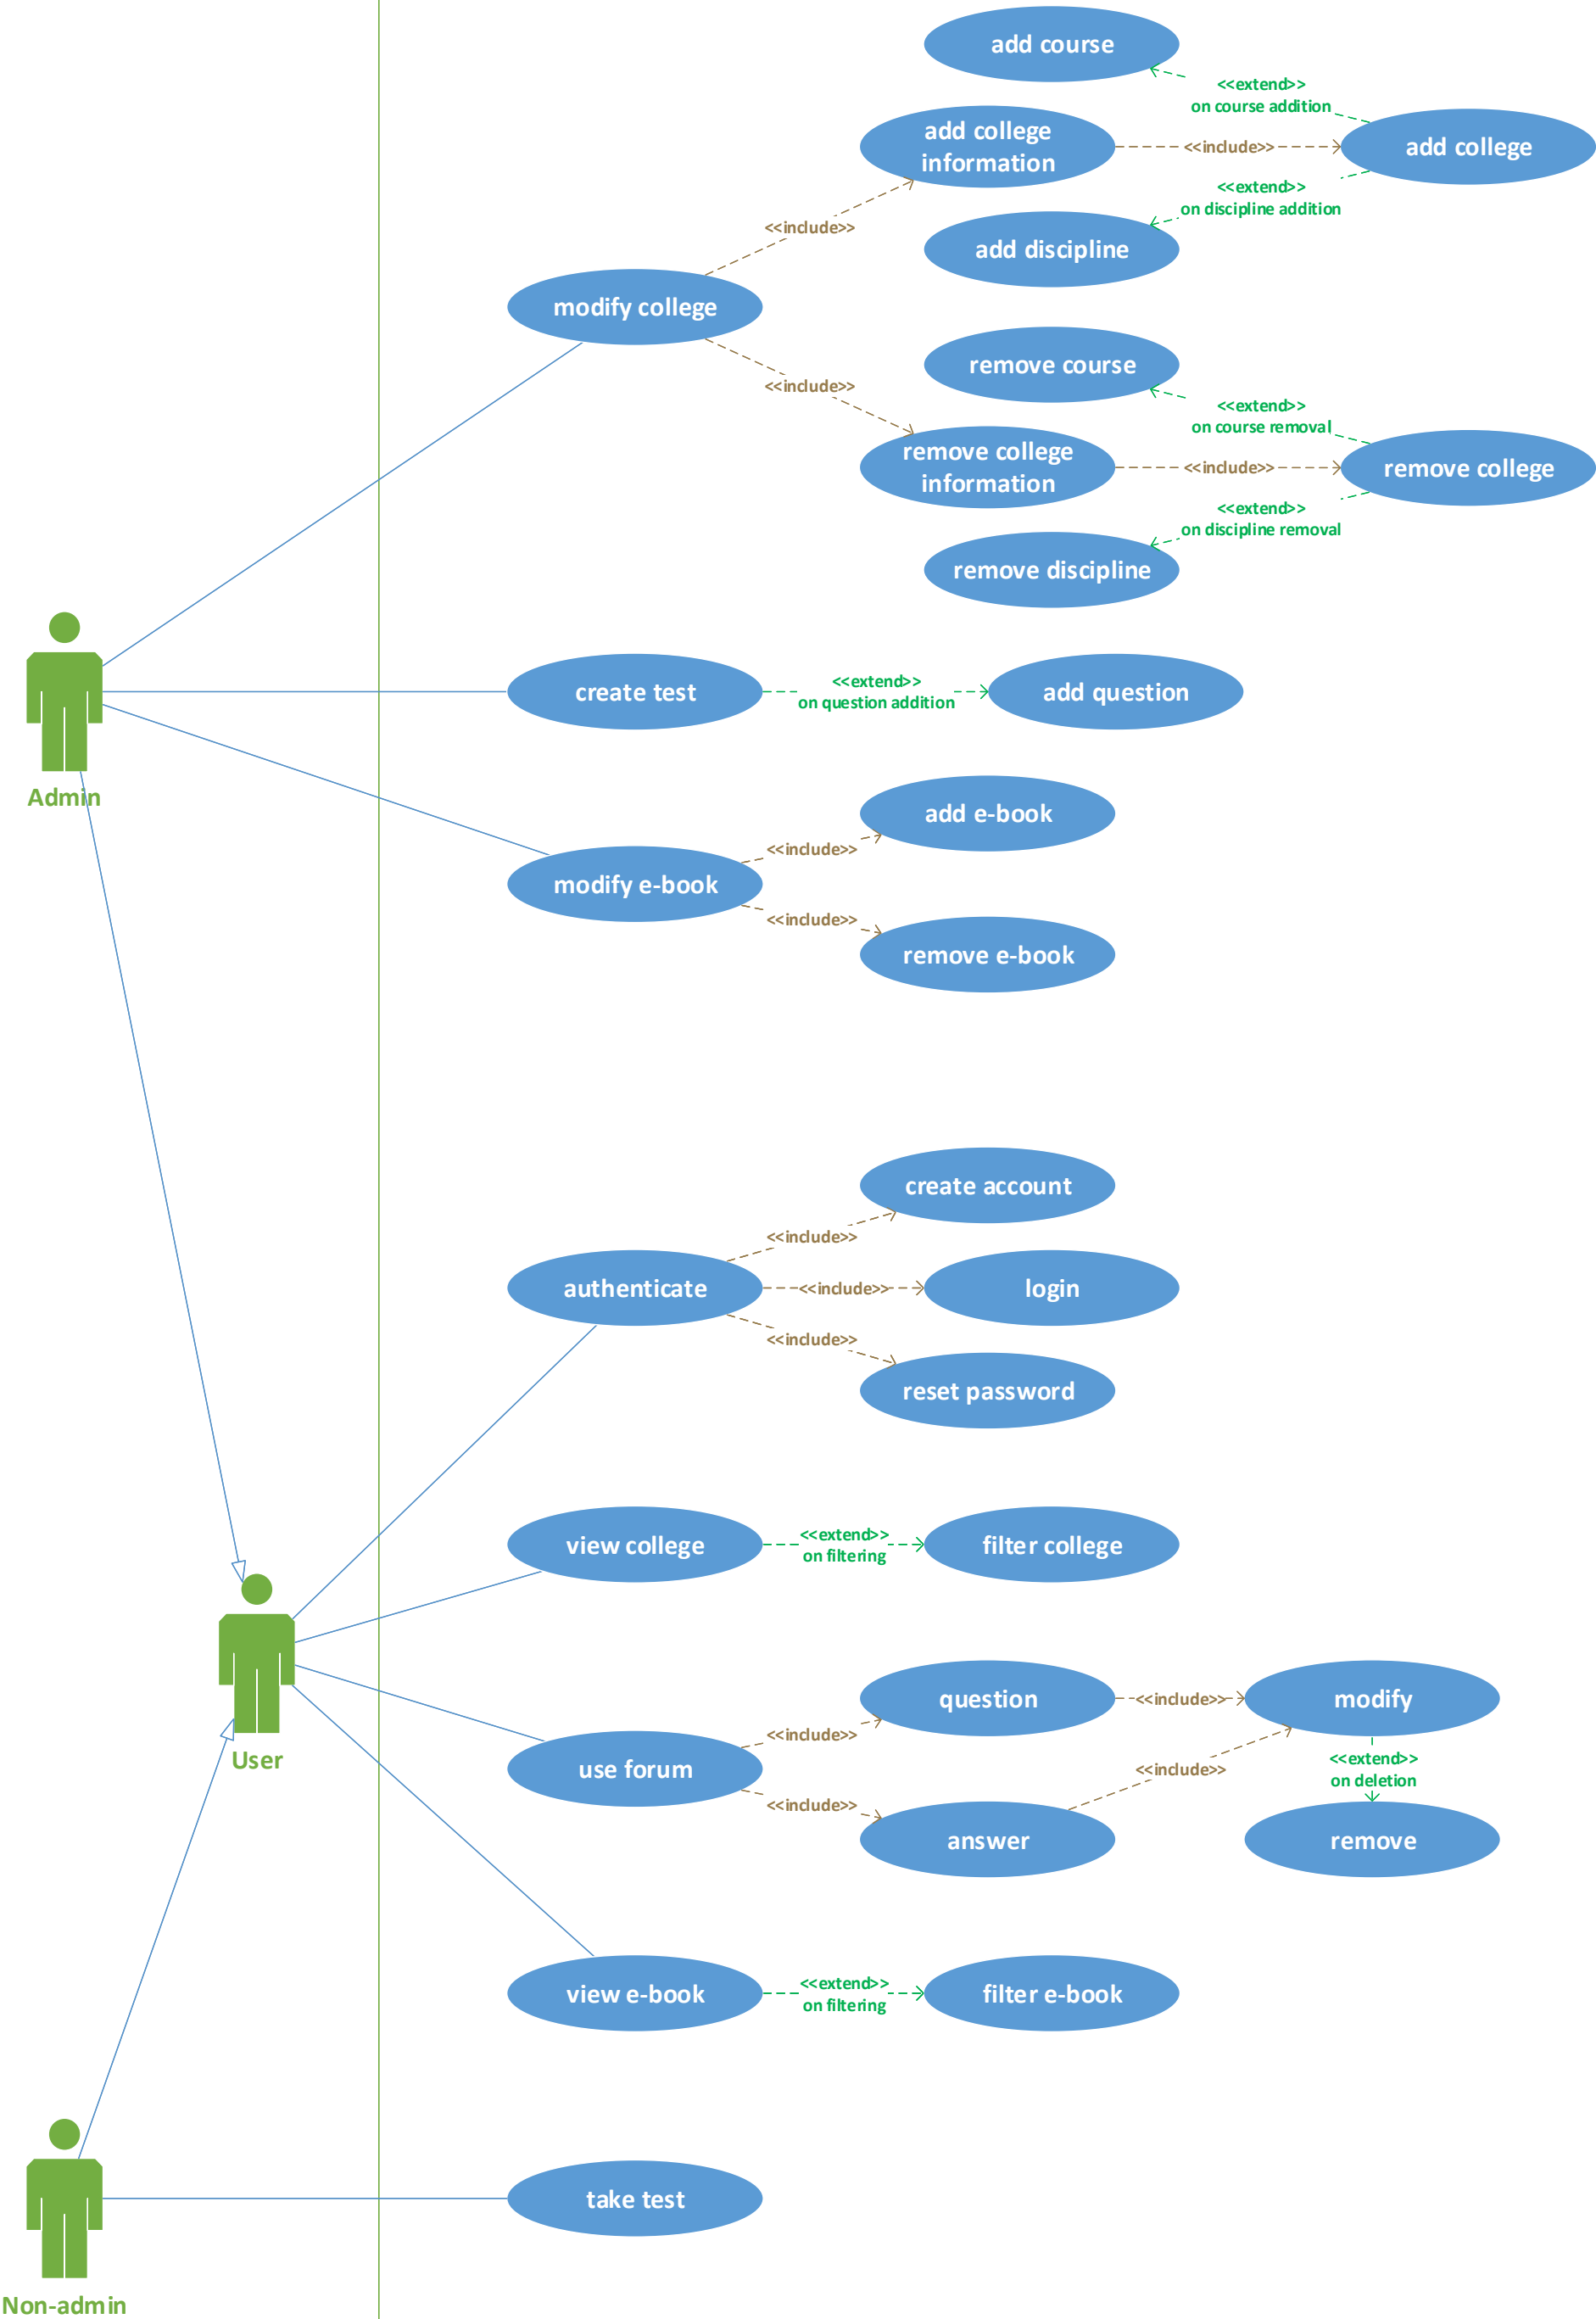 add course
<<extend>>
on course addition
add college
information
<<include>>
add college
<<extend>>
on discipline addition
<<include>>
add discipline
modify college
remove course
<<include>>
<<extend>>
on course removal
remove college
information
<<include>>
remove college
<<extend>>
on discipline removal
remove discipline
create test
<<extend>>
on question addition
add question
Admin
add e-book
<<include>>
modify e-book
<<include>>
remove e-book
create account
<<include>>
authenticate
<<include>>
login
<<include>>
reset password
view college
<<extend>>
on filtering
filter college
question
<<include>>
modify
<<include>>
User
use forum
<<extend>>
on deletion
<<include>>
<<include>>
answer
remove
view e-book
<<extend>>
on filtering
filter e-book
take test
Non-admin